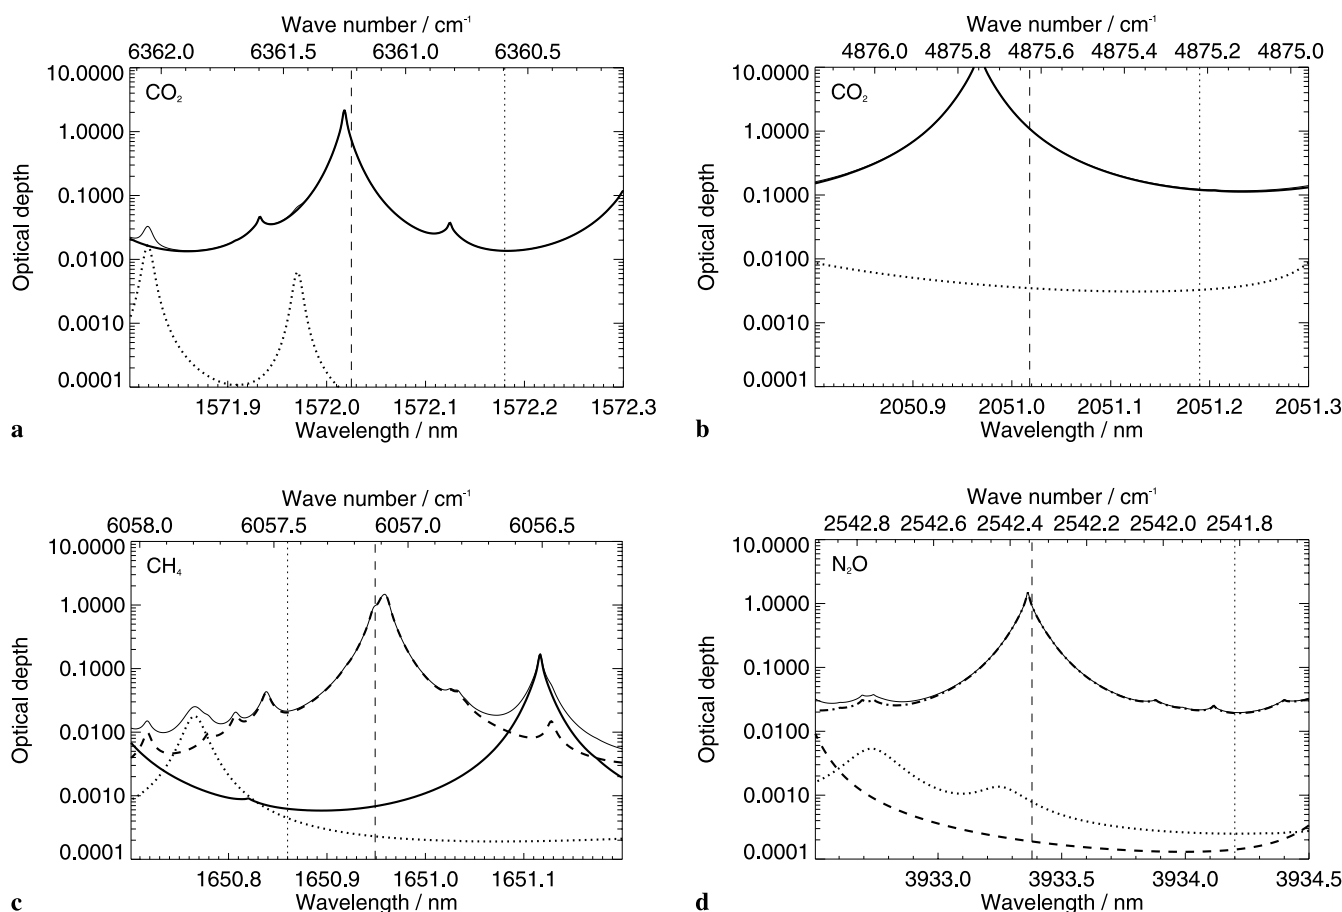 Wave number / cm⁻¹
6362.0 6361.5 6361.0 6360.5
10.0000
CO₂
1.0000
0.1000
0.0100
0.0010
0.0001
Optical depth
1571.9 1572.0 1572.1 1572.2 1572.3
Wavelength / nm
a
Wave number / cm⁻¹
4876.0 4875.8 4875.6 4875.4 4875.2 4875.0
10.0000
CO₂
1.0000
0.1000
0.0100
0.0010
0.0001
Optical depth
2050.9 2051.0 2051.1 2051.2 2051.3
Wavelength / nm
b
Wave number / cm⁻¹
6058.0 6057.5 6057.0 6056.5
10.0000
CH₄
1.0000
0.1000
0.0100
0.0010
0.0001
Optical depth
1650.8 1650.9 1651.0 1651.1
Wavelength / nm
c
Wave number / cm⁻¹
2542.8 2542.6 2542.4 2542.2 2542.0 2541.8
10.0000
N₂O
1.0000
0.1000
0.0100
0.0010
0.0001
Optical depth
3933.0 3933.5 3934.0 3934.5
Wavelength / nm
d